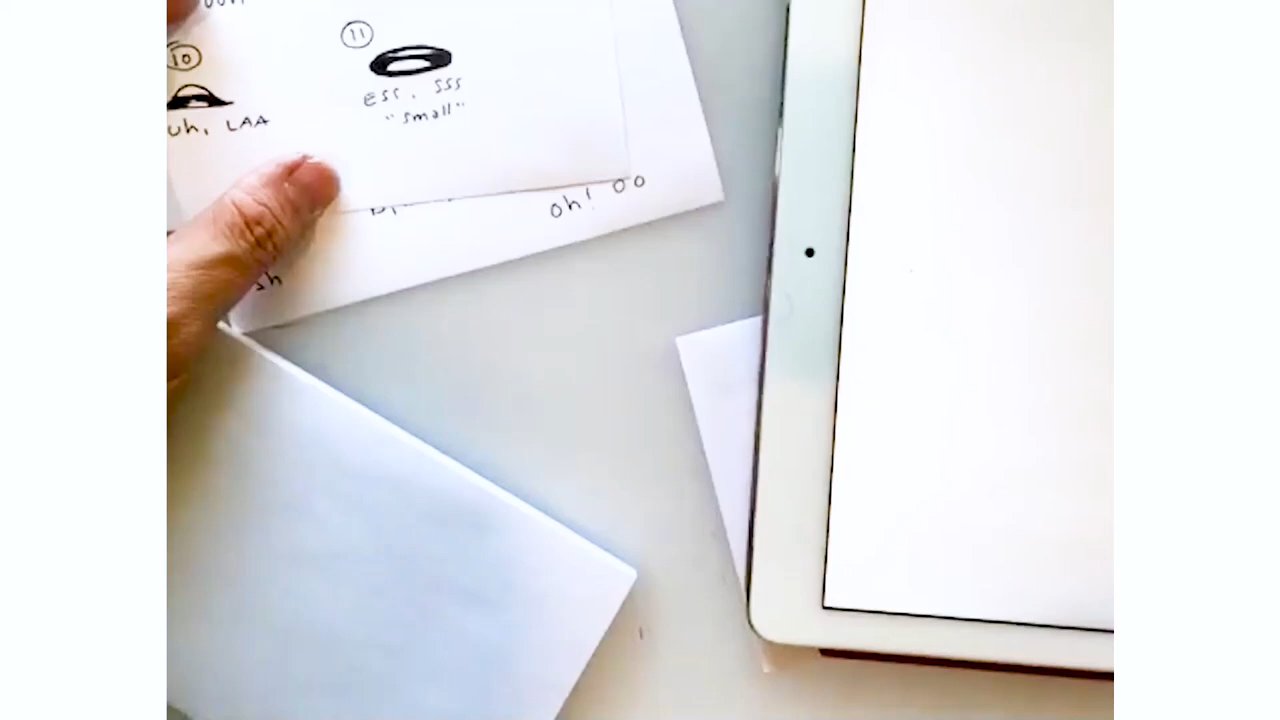 11
ESS, SSS
"small"
10
uh, LAA
oh! oo